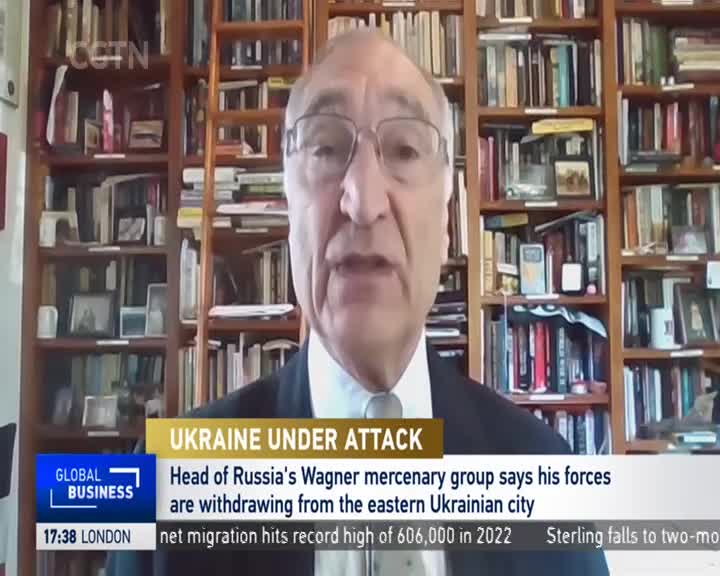 CGTN
UKRAINE UNDER ATTACK
Head of Russia's Wagner mercenary group says his forces
are withdrawing from the eastern Ukrainian city
GLOBAL
BUSINESS
17:38 LONDON
net migration hits record high of 606,000 in 2022 Sterling falls to two-mo